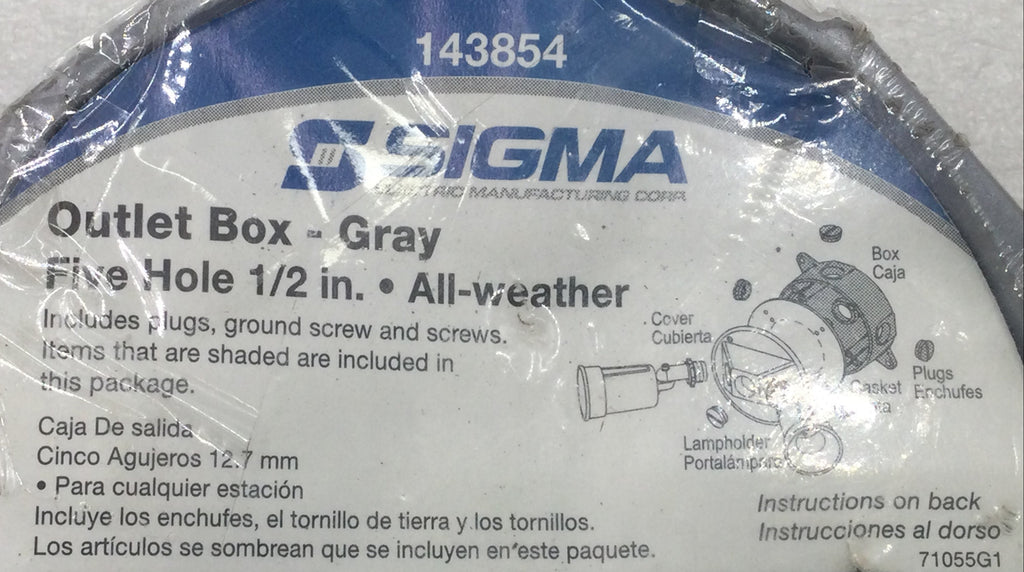 143854
SIGMA
ELECTRIC MANUFACTURING CORP.
Outlet Box - Gray
Five Hole 1/2 in. • All-weather
Includes plugs, ground screw and screws.
Items that are shaded are included in
this package.
Caja De salida
Cinco Agujeros 12.7 mm
• Para cualquier estación
Incluye los enchufes, el tornillo de tierra y los tornillos.
Los artículos se sombrean que se incluyen en este paquete.
Box
Caja
Cover
Cubierta
Plugs
Enchufes
Gasket
Lampholder
Portalámpara
Instructions on back
Instrucciones al dorso
71055G1